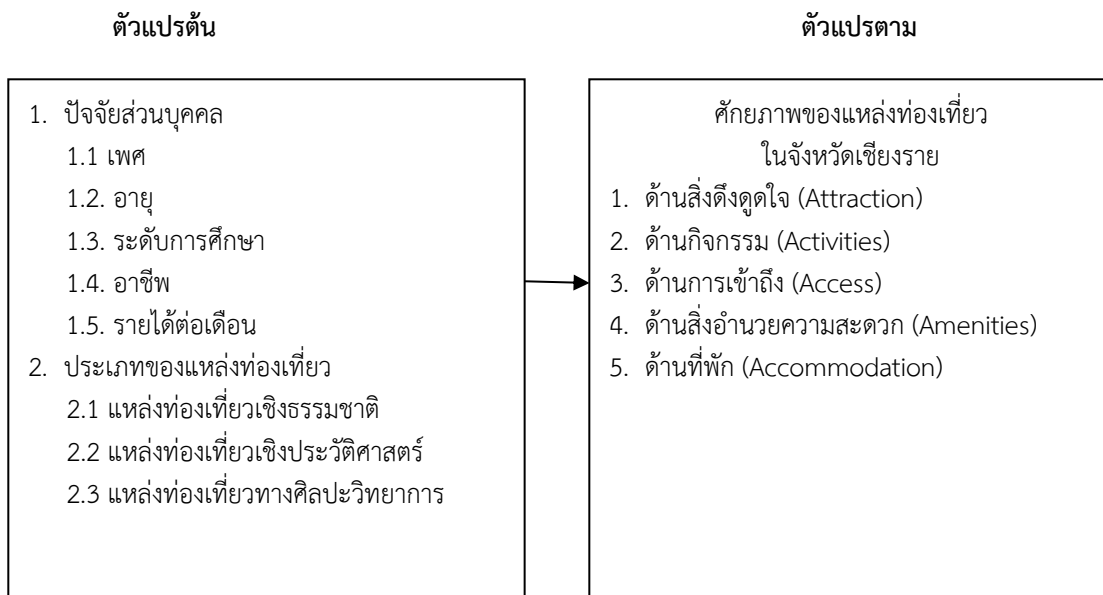 ตัวแปรต้น
ตัวแปรตาม
1. ปัจจัยส่วนบุคคล
1.1 เพศ
1.2. อายุ
1.3. ระดับการศึกษา
1.4. อาชีพ
1.5. รายได้ต่อเดือน
2. ประเภทของแหล่งท่องเที่ยว
2.1 แหล่งท่องเที่ยวเชิงธรรมชาติ
2.2 แหล่งท่องเที่ยวเชิงประวัติศาสตร์
2.3 แหล่งท่องเที่ยวทางศิลปะวิทยาการ
ศักยภาพของแหล่งท่องเที่ยว
ในจังหวัดเชียงราย
1. ด้านสิ่งดึงดูดใจ (Attraction)
2. ด้านกิจกรรม (Activities)
3. ด้านการเข้าถึง (Access)
4. ด้านสิ่งอำนวยความสะดวก (Amenities)
5. ด้านที่พัก (Accommodation)